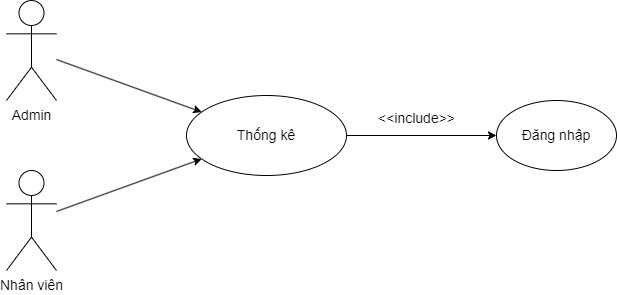 Admin
Thống kê
<<include>>
Đăng nhập
Nhân viên